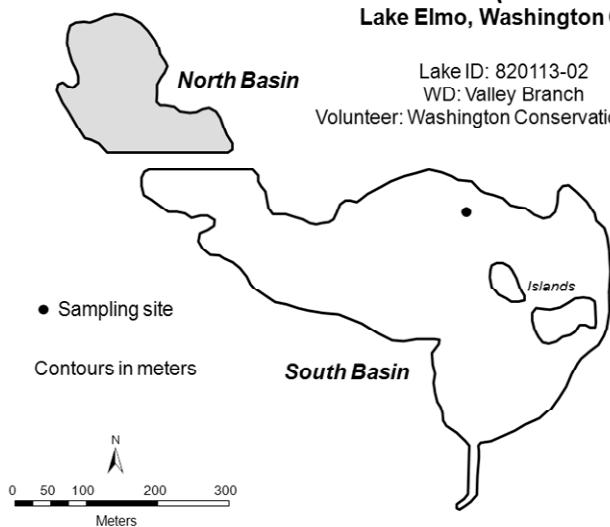 Lake Elmo, Washington
North Basin
Lake ID: 820113-02
WD: Valley Branch
Volunteer: Washington
Islands
Sampling site
Contours in meters
South Basin
N
0 50 100 200 300
Meters